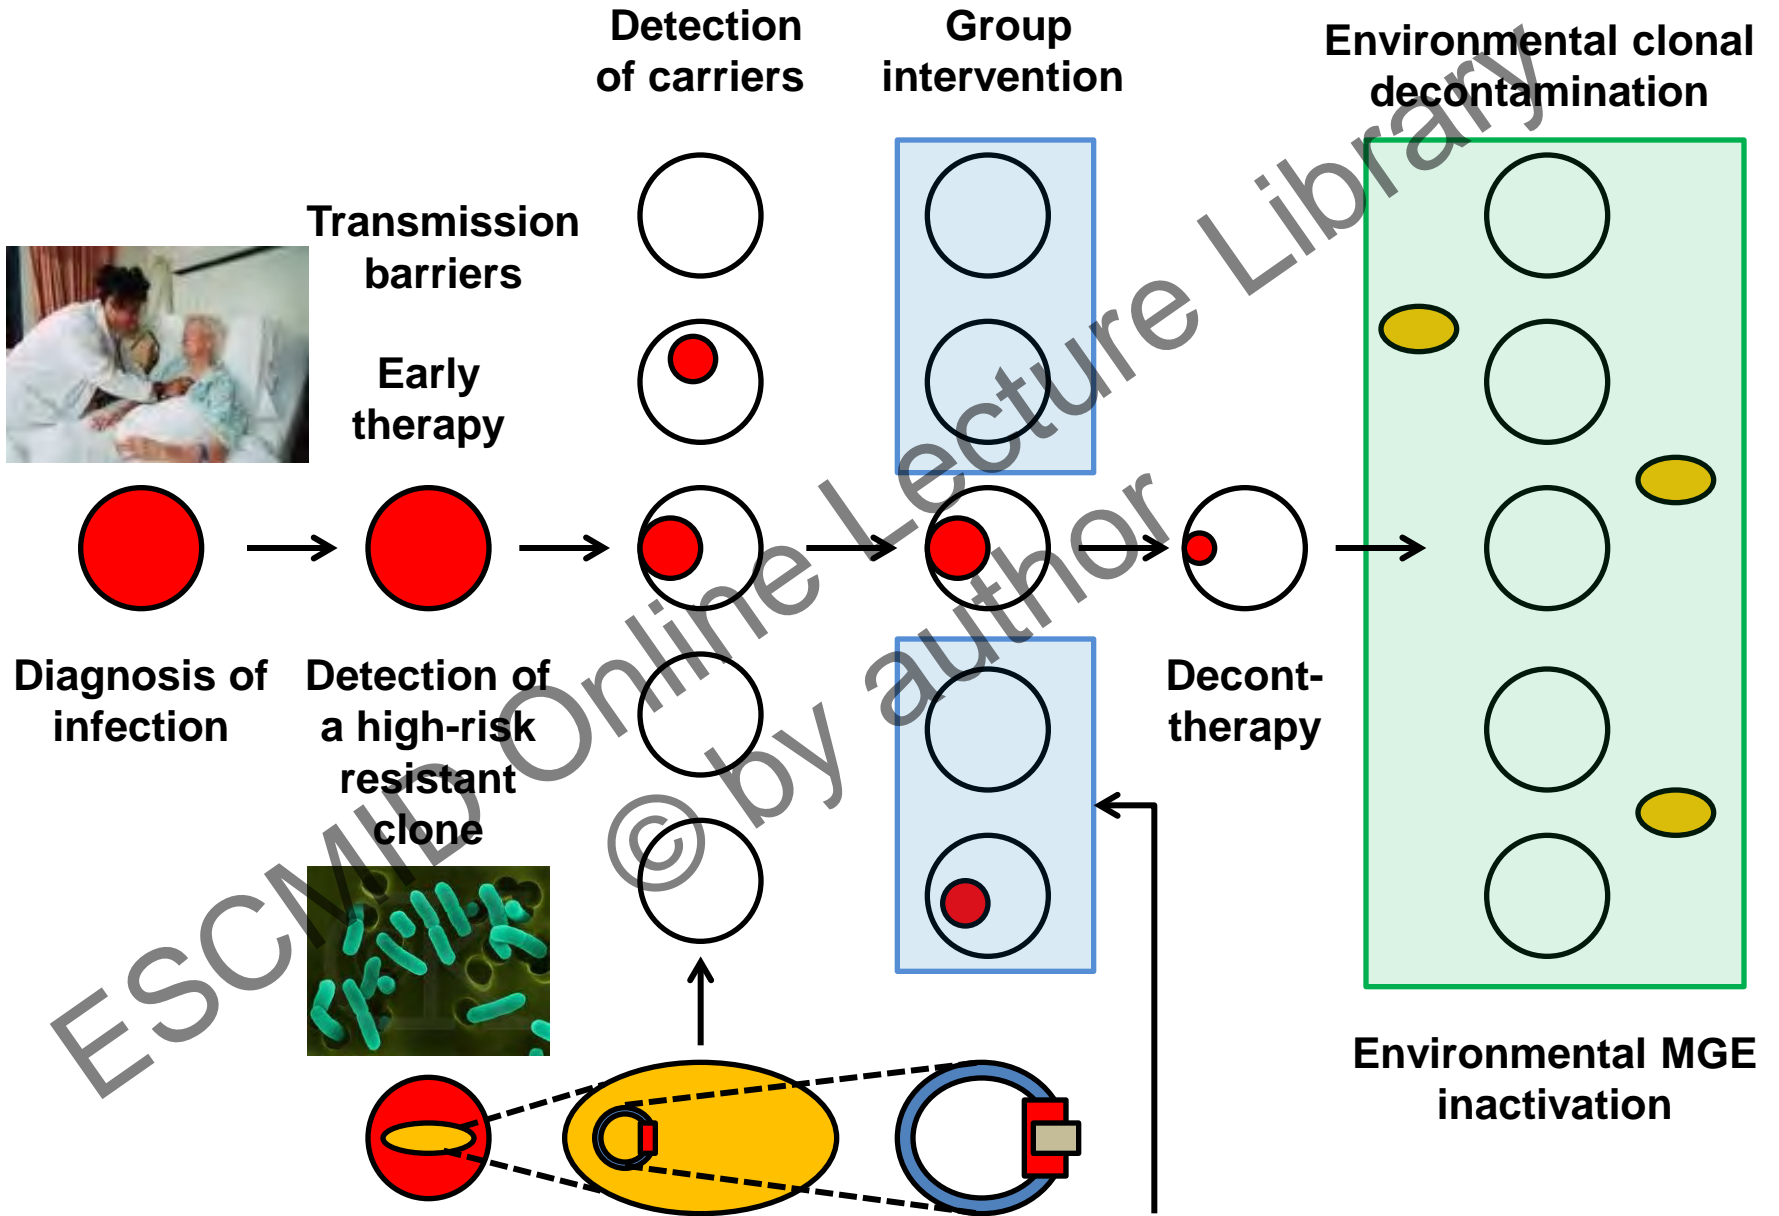 Detection
of carriers
Group
intervention
Environmental clonal
decontamination
Transmission
barriers
Early
therapy
Diagnosis of
infection
Detection of
a high-risk
resistant
clone
Decont-
therapy
Environmental MGE
inactivation
ESCMID Online Lecture Library
© by author